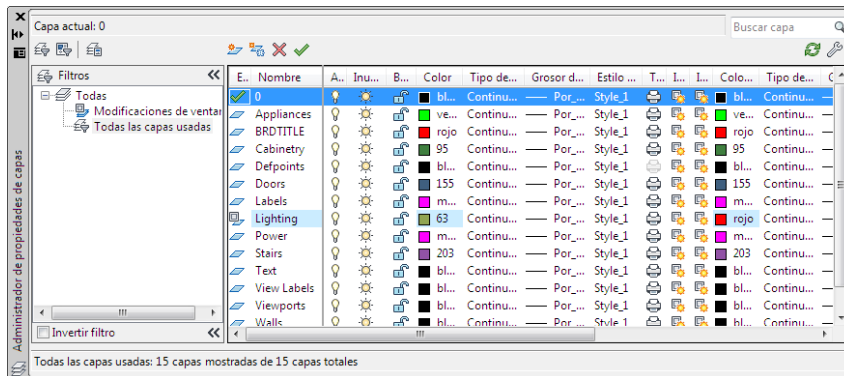 Capa actual: 0
Buscar capa
Filtros
Todas
Modificaciones de ventar
Todas las capas usadas
Invertir filtro
E.. Nombre A.. Inu... B... Color Tipo de... Grosor d... Estilo ... T... I... I... Colo... Tipo de... G
0 bl... Continu... Por_... Style_1 bl... Continu...
Appliances ve... Continu... Por_... Style_1 ve... Continu...
BRDTITLE rojo Continu... Por_... Style_1 rojo Continu...
Cabinetry 95 Continu... Por_... Style_1 95 Continu...
Defpoints bl... Continu... Por_... Style_1 bl... Continu...
Doors 155 Continu... Por_... Style_1 155 Continu...
Labels m... Continu... Por_... Style_1 m... Continu...
Lighting 63 Continu... Por_... Style_1 rojo Continu...
Power m... Continu... Por_... Style_1 m... Continu...
Stairs 203 Continu... Por_... Style_1 203 Continu...
Text bl... Continu... Por_... Style_1 bl... Continu...
View Labels bl... Continu... Por_... Style_1 bl... Continu...
Viewports bl... Continu... Por_... Style_1 bl... Continu...
Walls bl... Continu... Por_... Style_1 bl... Continu...
Todas las capas usadas: 15 capas mostradas de 15 capas totales
Administrador de propiedades de capas